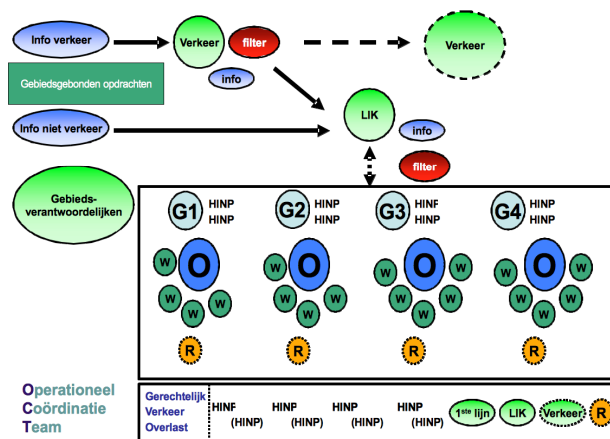 Info verkeer
Verkeer
filter
info
Verkeer
Gebiedsgebonden opdrachten
Info niet verkeer
LIK
info
filter
Gebieds-
verantwoordelijken
G1 HINP HINP
G2 HINP HINP
G3 HINP HINP
G4 HINP HINP
O O O O
W W W W
W W W W W
W W W W W
W W W W W
R R R R
Operationeel
Coördinatie
Team
Gerechtelijk
Verkeer
Overlast
HINP HINP HINP HINP
(HINP) (HINP) (HINP) (HINP)
1ste lijn
LIK
Verkeer
R